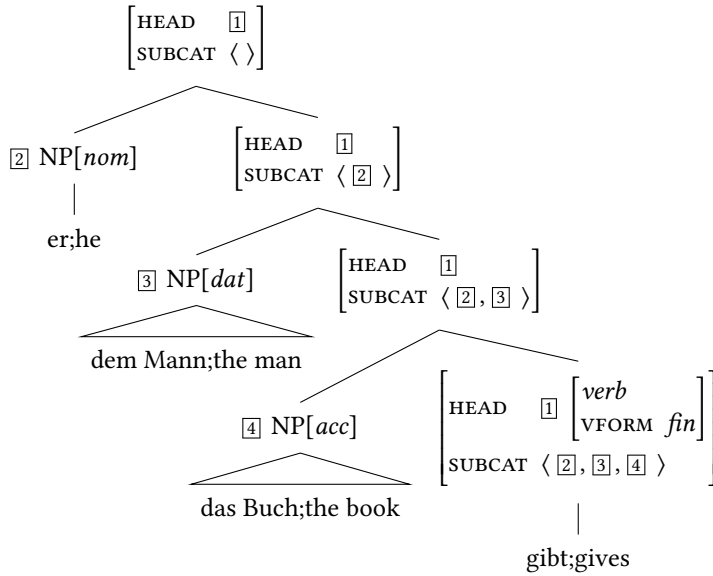 HEAD 1
SUBCAT ⟨ ⟩
2 NP[nom]
HEAD 1
SUBCAT ⟨ 2 ⟩
er;he
3 NP[dat]
HEAD 1
SUBCAT ⟨ 2 , 3 ⟩
dem Mann;the man
4 NP[acc]
HEAD 1 [verb
VFORM fin]
SUBCAT ⟨ 2 , 3 , 4 ⟩
das Buch;the book
gibt;gives